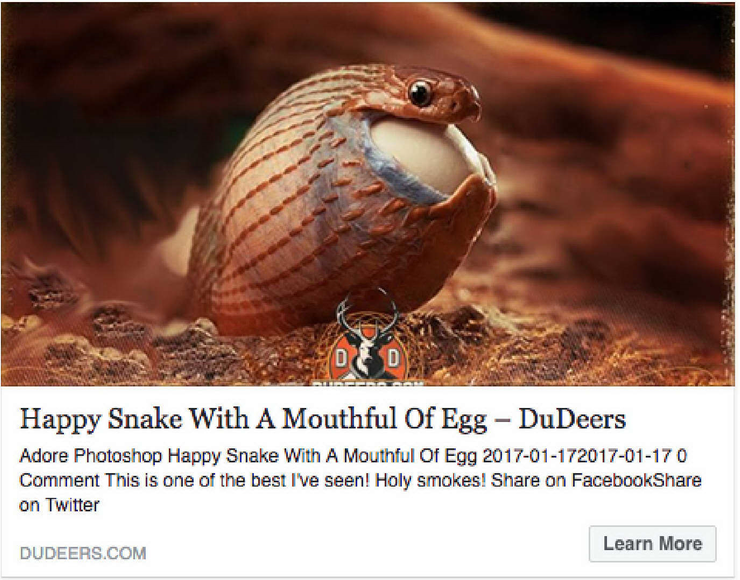 D D
DUDEERS.COM
Happy Snake With A Mouthful Of Egg – DuDeers
Adore Photoshop Happy Snake With A Mouthful Of Egg 2017-01-172017-01-17 0
Comment This is one of the best I've seen! Holy smokes! Share on FacebookShare
on Twitter
Learn More
DUDEERS.COM